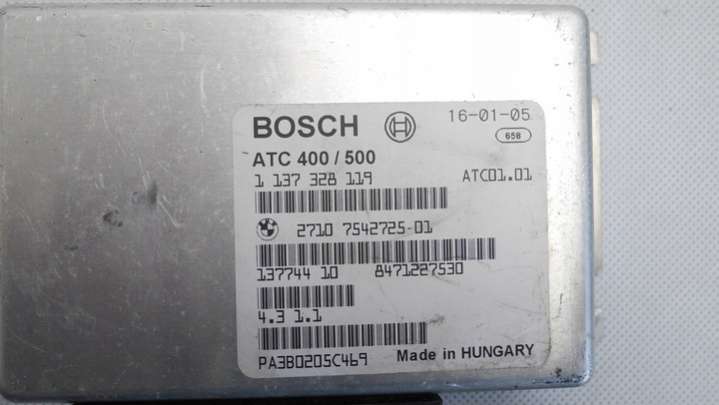 BOSCH
16-01-05
65B
ATC 400 / 500
1 137 328 119
ATC01.01
2710 7542725-01
137744 10 8471227530
4.3 1.1
PA3B0205C469
Made in HUNGARY